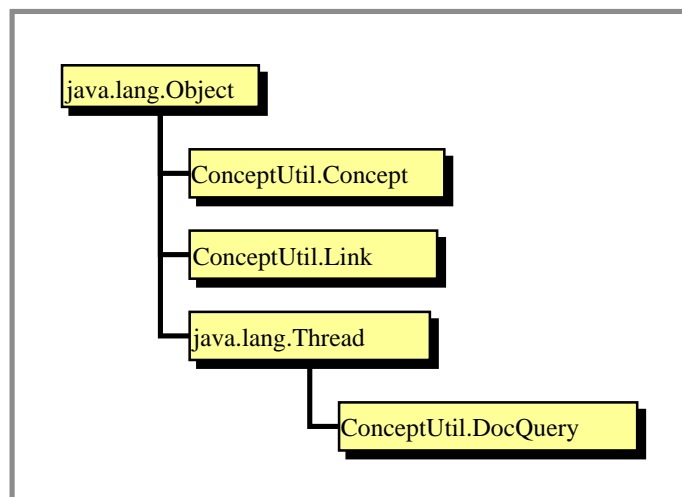 java.lang.Object
ConceptUtil.Concept
ConceptUtil.Link
java.lang.Thread
ConceptUtil.DocQuery